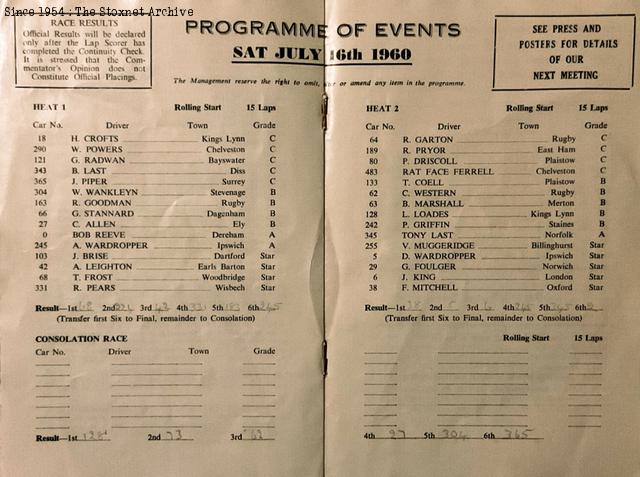 Since 1954 : The Stoxnet Archive
RACE RESULTS
Official Results will be declared
only after the Lap Scorer has
completed the Continuity Check.
It is stressed that the Com-
mentator's Opinion does not
Constitute Official Placings.
PROGRAMME OF EVENTS
SAT JULY 16th 1960
The Management reserve the right to omit, or amend any item in the programme.
SEE PRESS AND
POSTERS FOR DETAILS
OF OUR
NEXT MEETING
HEAT 1 Rolling Start 15 Laps
Car No. Driver Town Grade
18 H. CROFTS Kings Lynn C
290 W. POWERS Chelveston C
121 G. RADWAN Bayswater C
343 B. LAST Diss C
365 J. PIPER Surrey C
304 W. WANKLEYN Stevenage B
163 R. GOODMAN Rugby B
66 G. STANNARD Dagenham B
27 C. ALLEN Ely B
0 BOB REEVE Dereham A
245 A. WARDROPPER Ipswich A
103 J. BRISE Dartford Star
42 A. LEIGHTON Earls Barton Star
68 T. FROST Woodbridge Star
331 R. PEARS Wisbech Star
Result—1st 68 2nd 3rd 42 4th 331 5th 6th 245
(Transfer first Six to Final, remainder to Consolation)
CONSOLATION RACE
Car No. Driver Town Grade
Result—1st 128 2nd 73 3rd 62
HEAT 2 Rolling Start 15 Laps
Car No. Driver Town Grade
64 R. GARTON Rugby C
189 R. PRYOR East Ham C
80 P. DRISCOLL Plaistow C
483 RAT FACE FERRELL Chelveston C
133 T. COELL Plaistow B
62 C. WESTERN Rugby B
63 B. MARSHALL Merton B
128 L. LOADES Kings Lynn B
242 P. GRIFFIN Staines B
345 TONY LAST Norfolk A
255 V. MUGGERIDGE Billinghurst Star
5 D. WARDROPPER Ipswich Star
29 G. FOULGER Norwich Star
6 J. KING London Star
38 F. MITCHELL Oxford Star
Result—1st 38 2nd 5 3rd 6 4th 5th 6th
(Transfer first Six to Final, remainder to Consolation)
Rolling Start 15 Laps
4th 27 5th 304 6th 365